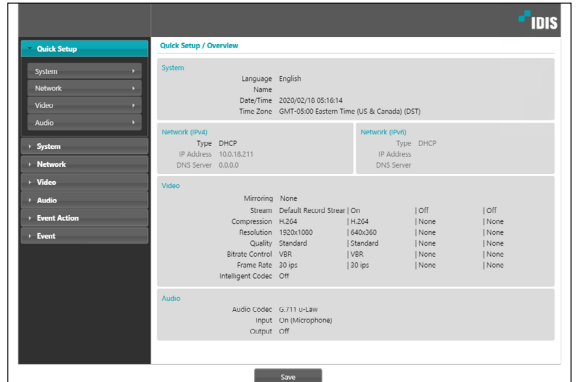 IDIS
Quick Setup
System
Network
Video
Audio
System
Network
Video
Audio
Event Action
Event
Quick Setup / Overview
System
Language English
Name
Date/Time 2020/02/18 05:16:14
Time Zone GMT-05:00 Eastern Time (US & Canada) (DST)
Network (IPv4)
Type DHCP
IP Address 10.0.18.211
DNS Server 0.0.0.0
Network (IPv6)
Type DHCP
IP Address
DNS Server
Video
Mirroring None
Stream Default Record Strear | On | Off | Off
Compression H.264 | H.264 | None | None
Resolution 1920x1080 | 640x360 | None | None
Quality Standard | Standard | None | None
Bitrate Control VBR | VBR | None | None
Frame Rate 30 ips | 30 ips | None | None
Intelligent Codec Off
Audio
Audio Codec G.711 u-Law
Input On (Microphone)
Output Off
Save